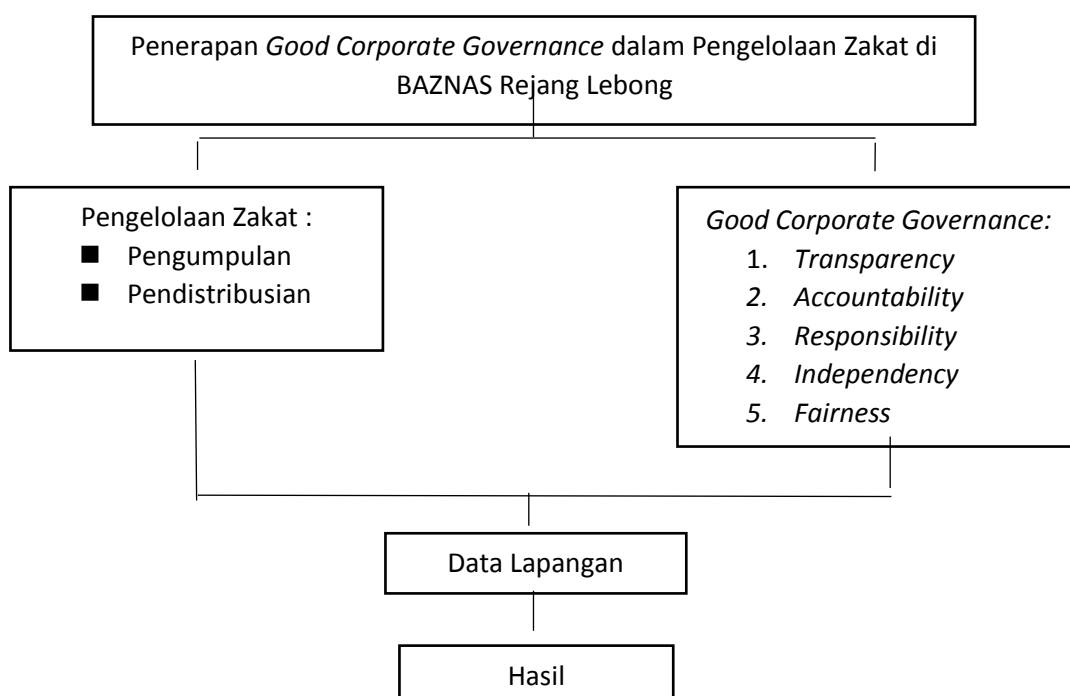 Penerapan Good Corporate Governance dalam Pengelolaan Zakat di
BAZNAS Rejang Lebong
Pengelolaan Zakat :
■ Pengumpulan
■ Pendistribusian
Good Corporate Governance:
1. Transparency
2. Accountability
3. Responsibility
4. Independency
5. Fairness
Data Lapangan
Hasil